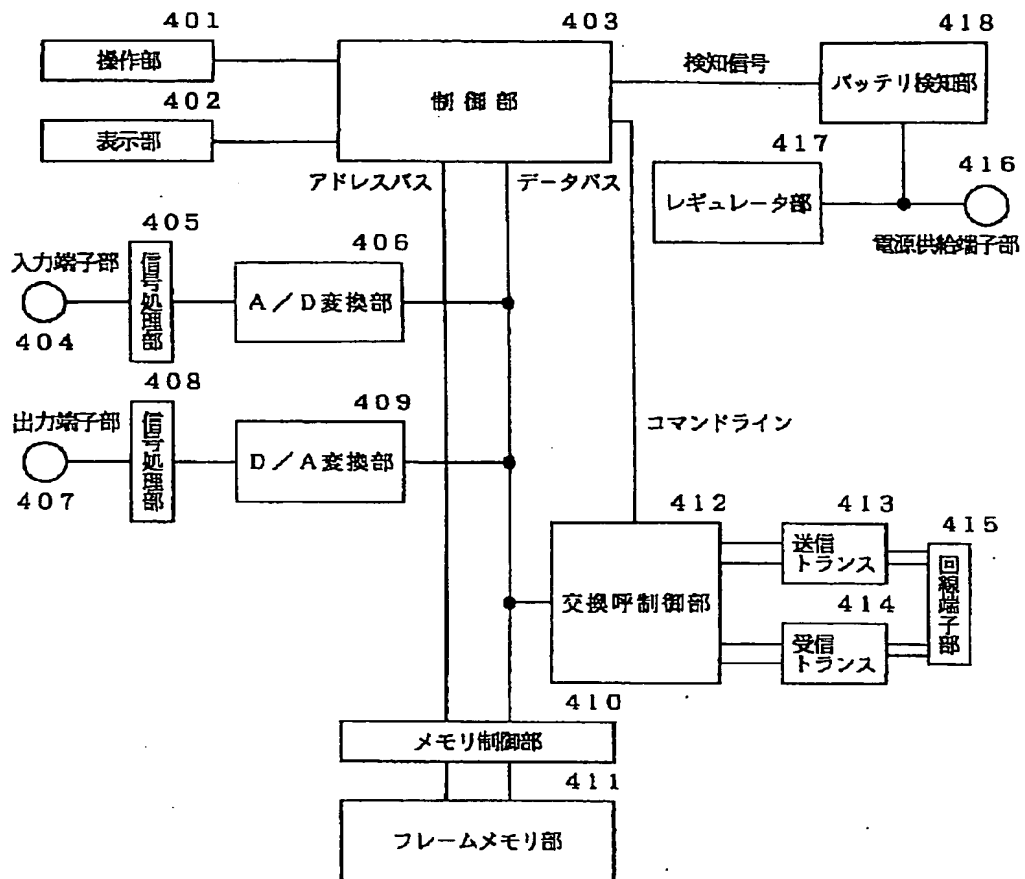 401
操作部
402
表示部
403
制御部
検知信号
418
バッテリ検知部
417
レギュレータ部
416
電源供給端子部
アドレスバス
データバス
入力端子部
404
405
信号処理部
406
A/D変換部
出力端子部
407
408
信号処理部
409
D/A変換部
コマンドライン
412
交換呼制御部
413
送信
トランス
414
受信
トランス
415
回線端子部
410
メモリ制御部
411
フレームメモリ部